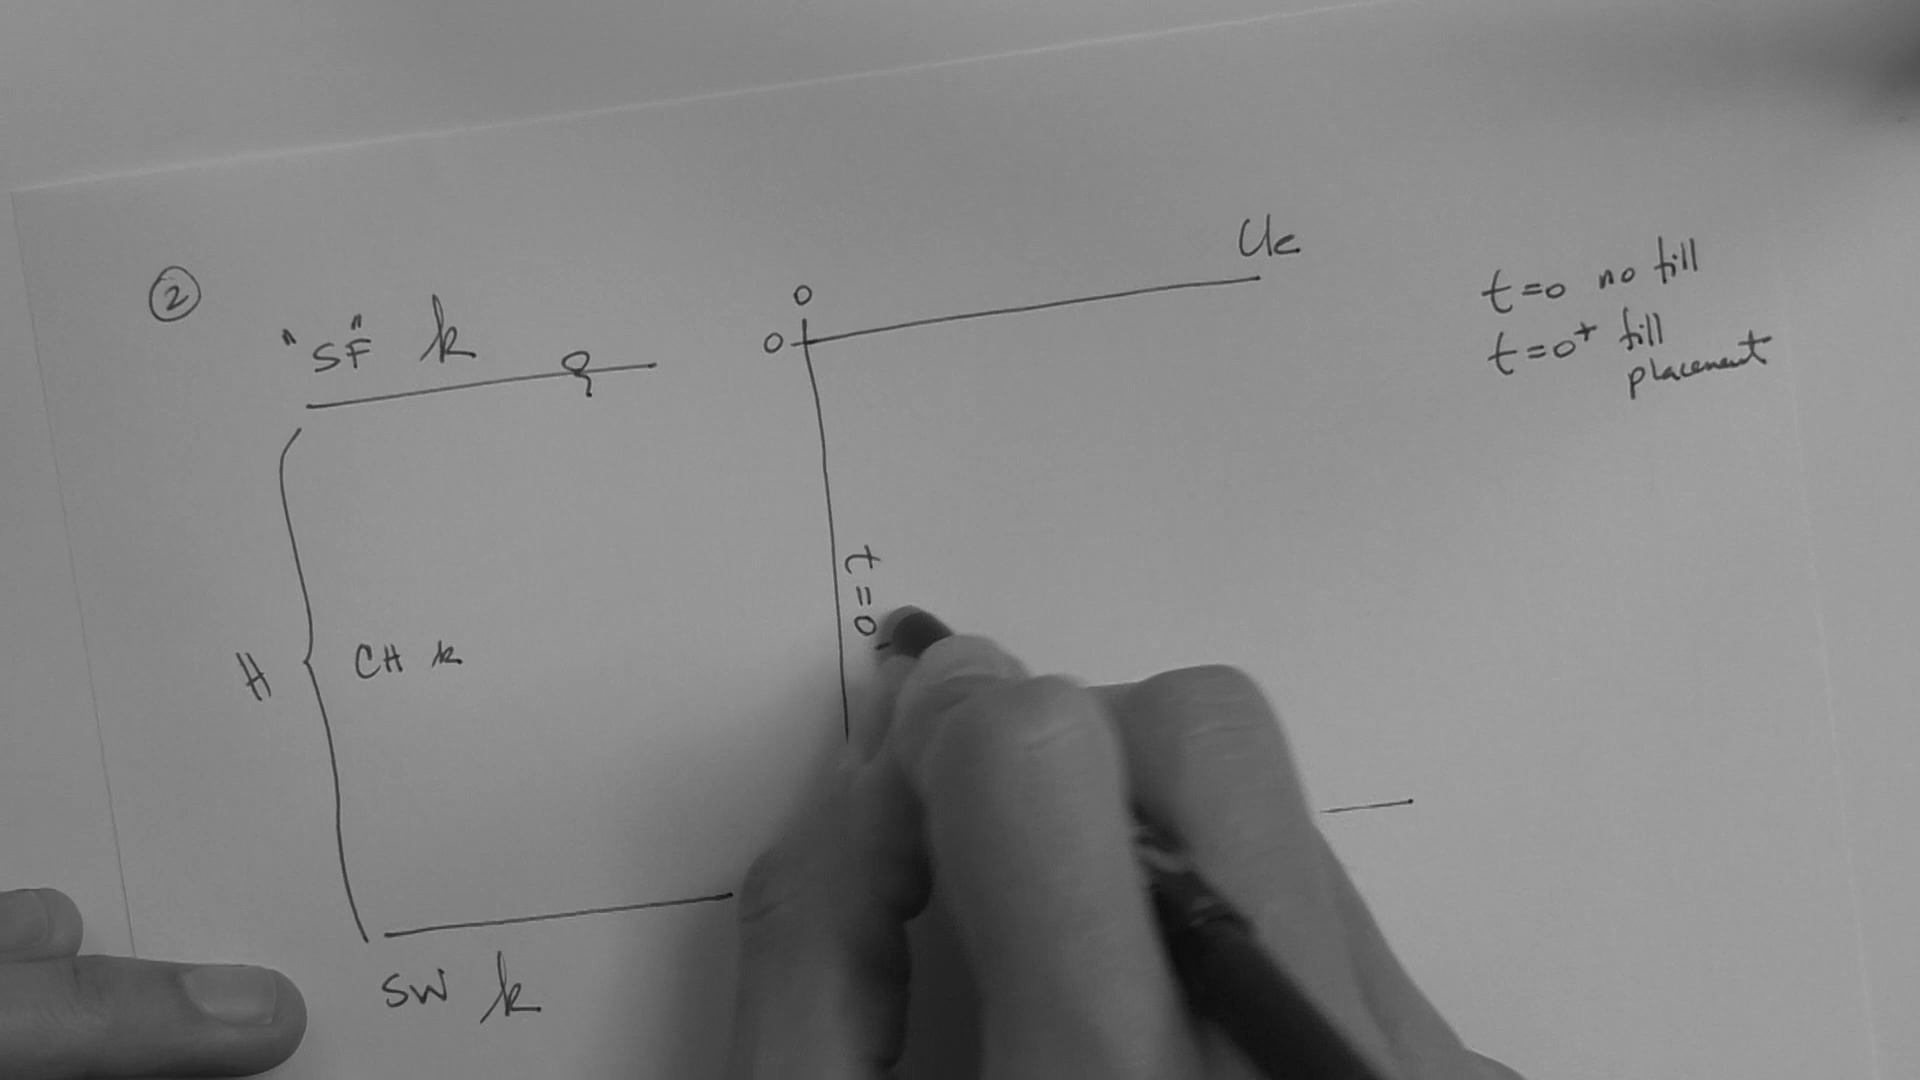 ②
"SF" k
H
CH k
SW k
0
0
Ue
t=0
t=0 no fill
t=0⁺ fill
placement